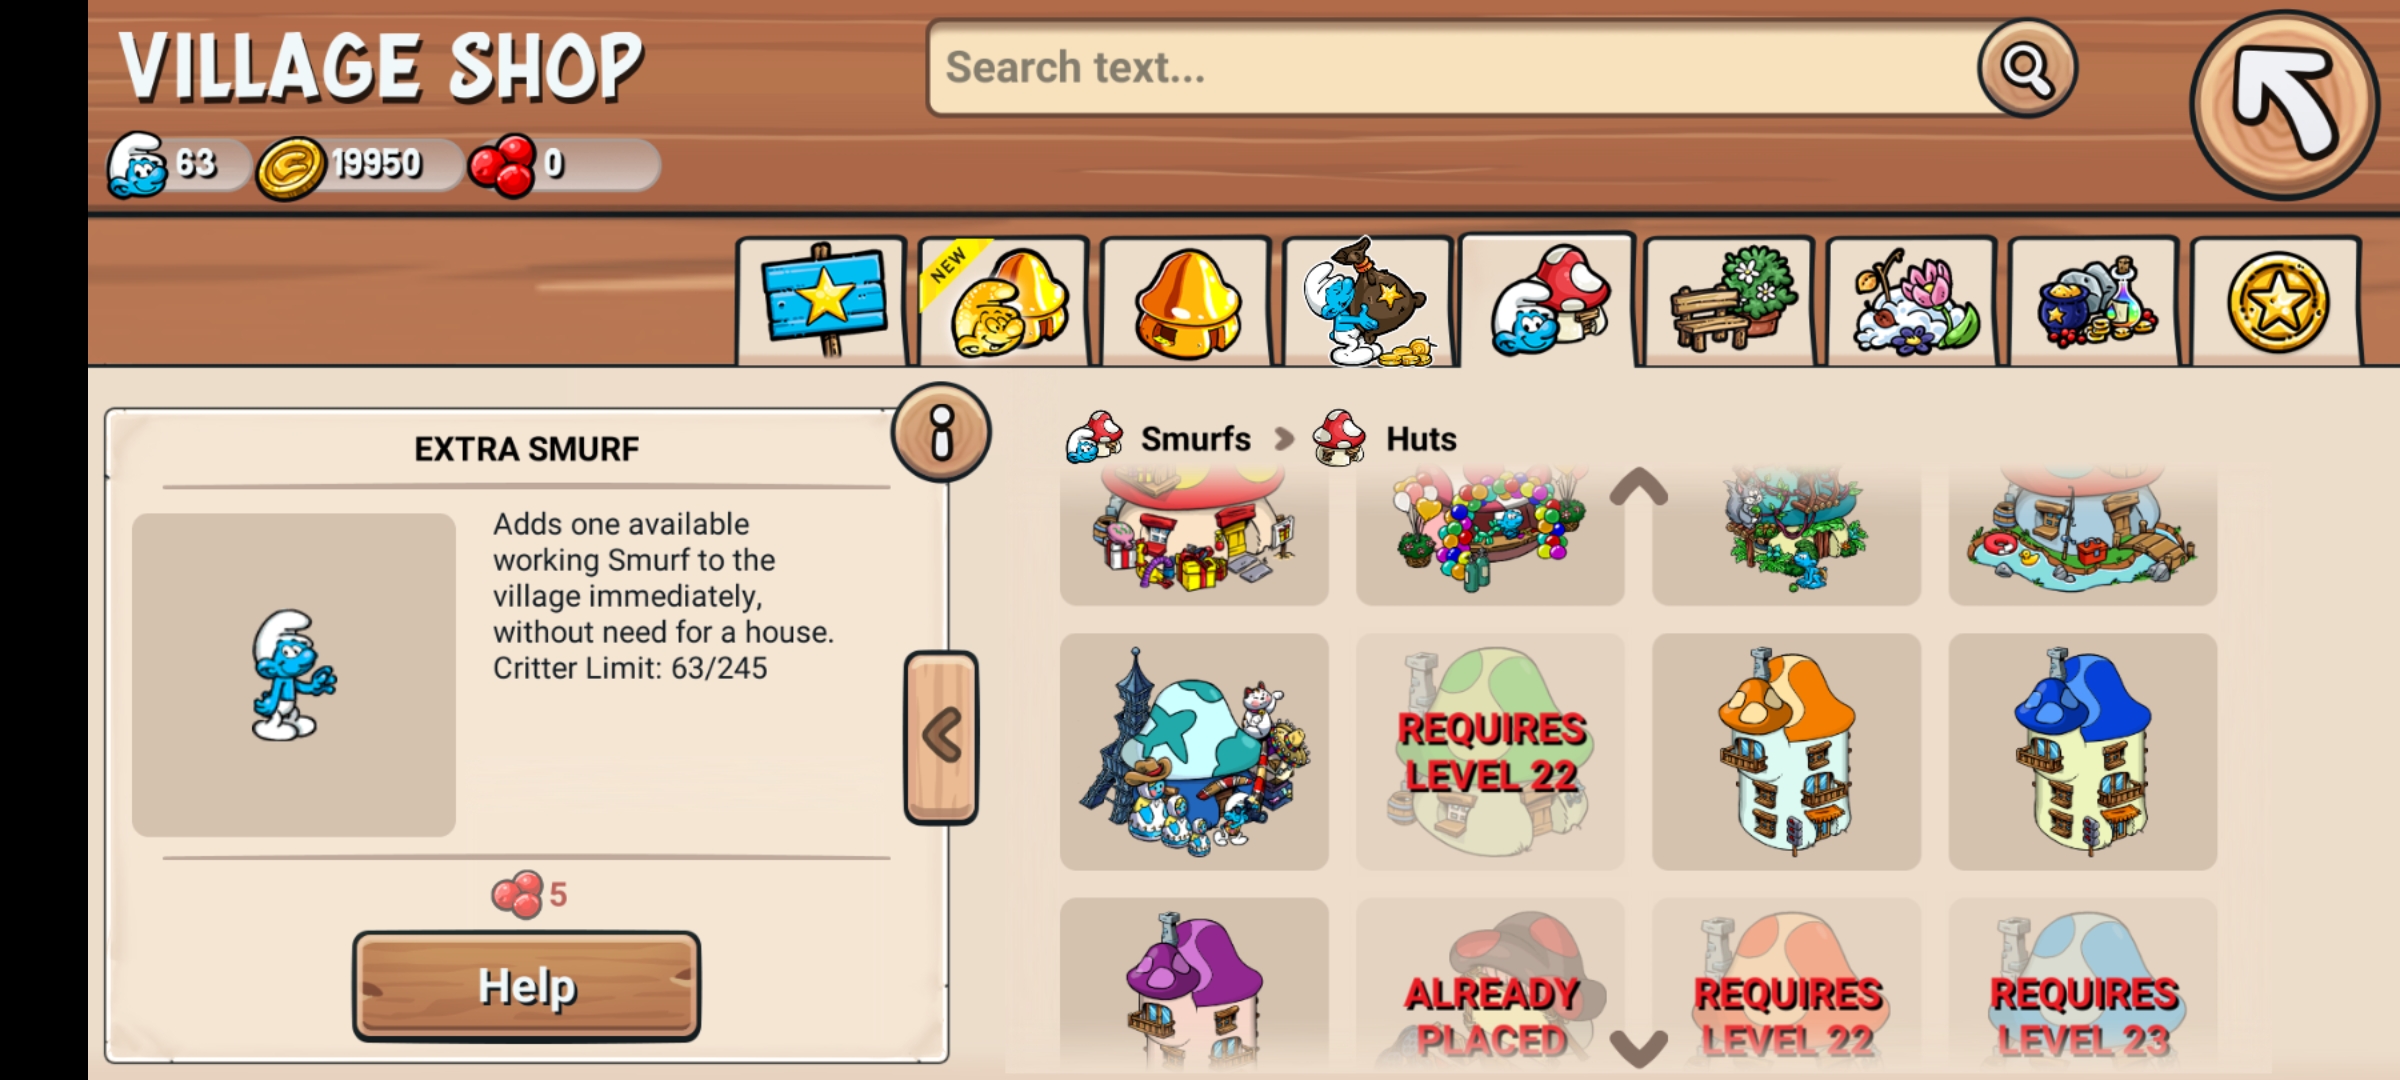 VILLAGE SHOP
Search text...
63
19950
0
NEW
EXTRA SMURF
Adds one available
working Smurf to the
village immediately,
without need for a house.
Critter Limit: 63/245
5
Help
Smurfs
Huts
REQUIRES
LEVEL 22
ALREADY
PLACED
REQUIRES
LEVEL 22
REQUIRES
LEVEL 23